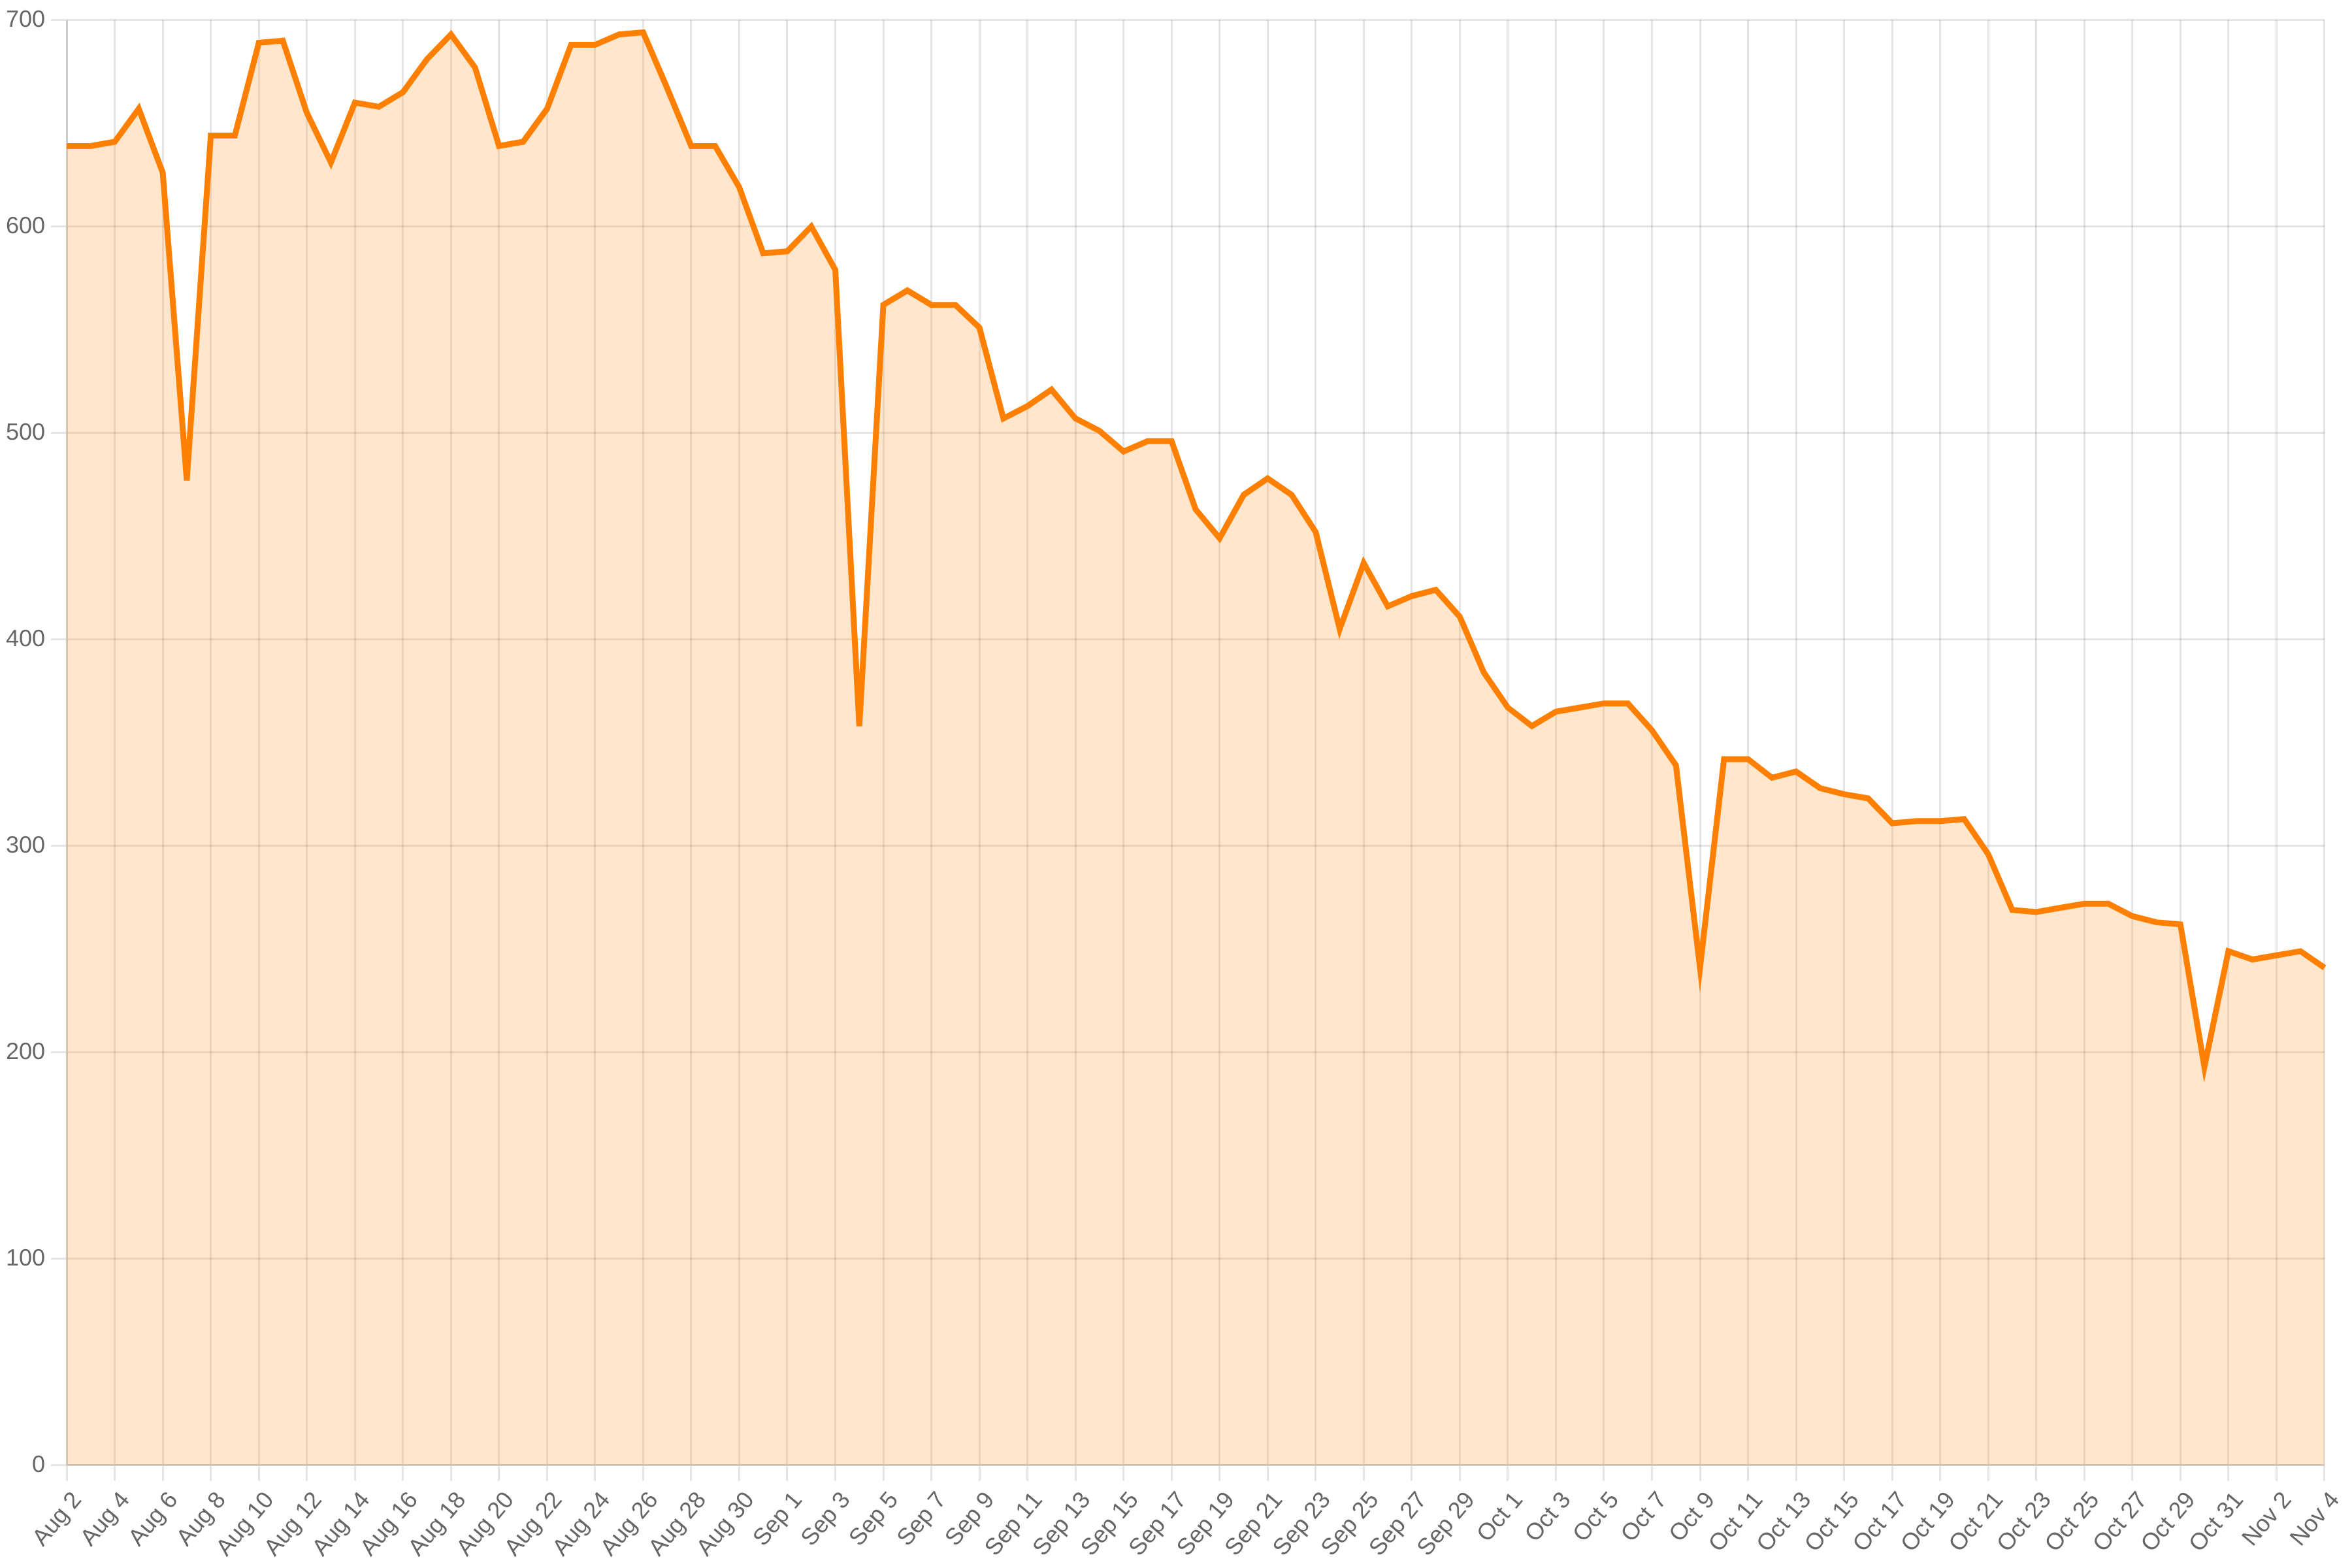 700
600
500
400
300
200
100
0
Aug 2
Aug 4
Aug 6
Aug 8
Aug 10
Aug 12
Aug 14
Aug 16
Aug 18
Aug 20
Aug 22
Aug 24
Aug 26
Aug 28
Aug 30
Sep 1
Sep 3
Sep 5
Sep 7
Sep 9
Sep 11
Sep 13
Sep 15
Sep 17
Sep 19
Sep 21
Sep 23
Sep 25
Sep 27
Sep 29
Oct 1
Oct 3
Oct 5
Oct 7
Oct 9
Oct 11
Oct 13
Oct 15
Oct 17
Oct 19
Oct 21
Oct 23
Oct 25
Oct 27
Oct 29
Oct 31
Nov 2
Nov 4